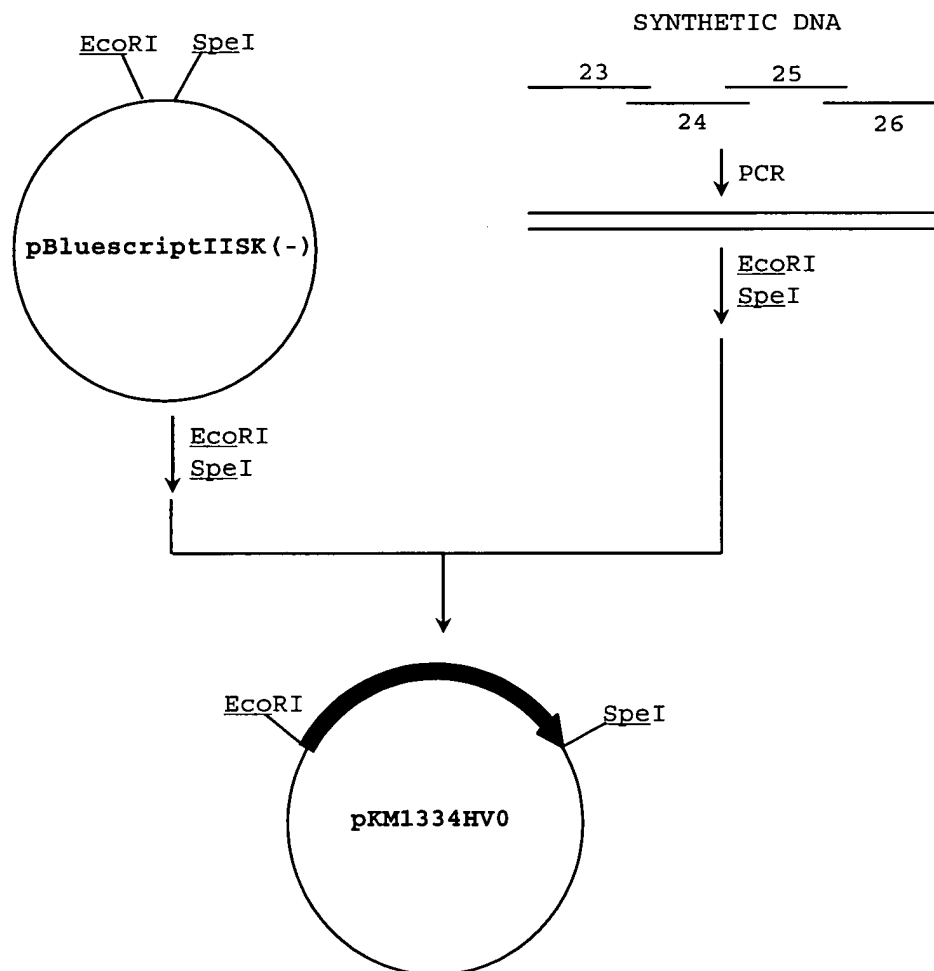 SYNTHETIC DNA
EcoRI
SpeI
23
25
24
26
PCR
pBluescriptIISK(-)
EcoRI
SpeI
EcoRI
SpeI
EcoRI
SpeI
pKM1334HV0